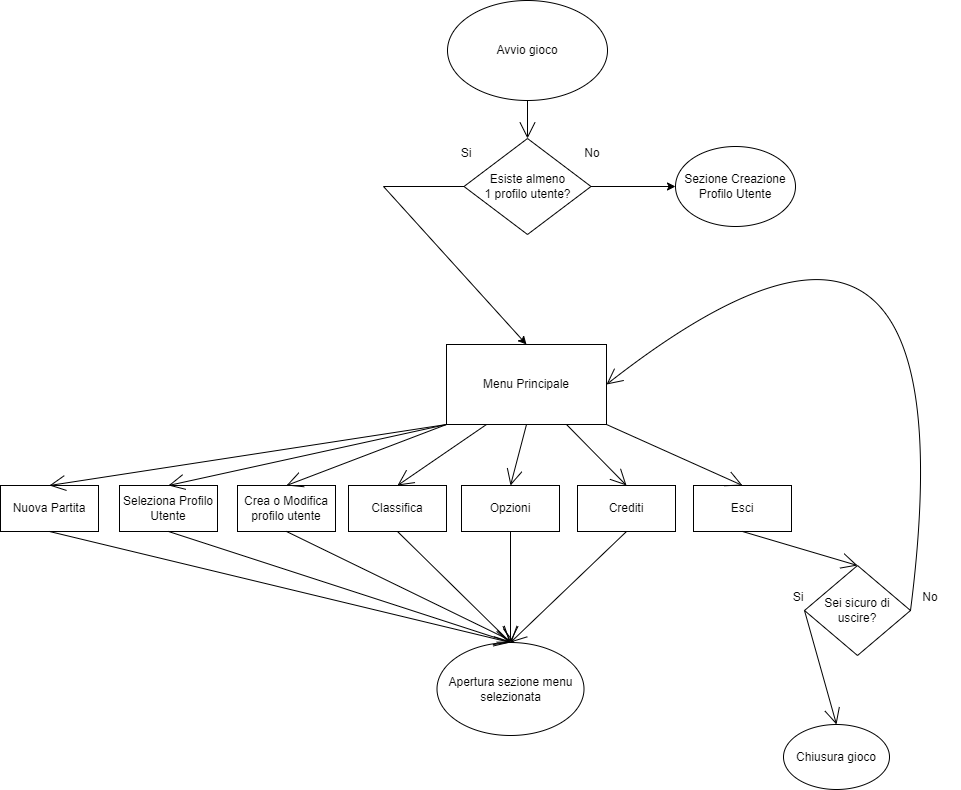 Avvio gioco
Si
No
Esiste almeno
1 profilo utente?
Sezione Creazione
Profilo Utente
Menu Principale
Nuova Partita
Seleziona Profilo
Utente
Crea o Modifica
profilo utente
Classifica
Opzioni
Crediti
Esci
Si
Sei sicuro di
uscire?
No
Apertura sezione menu
selezionata
Chiusura gioco